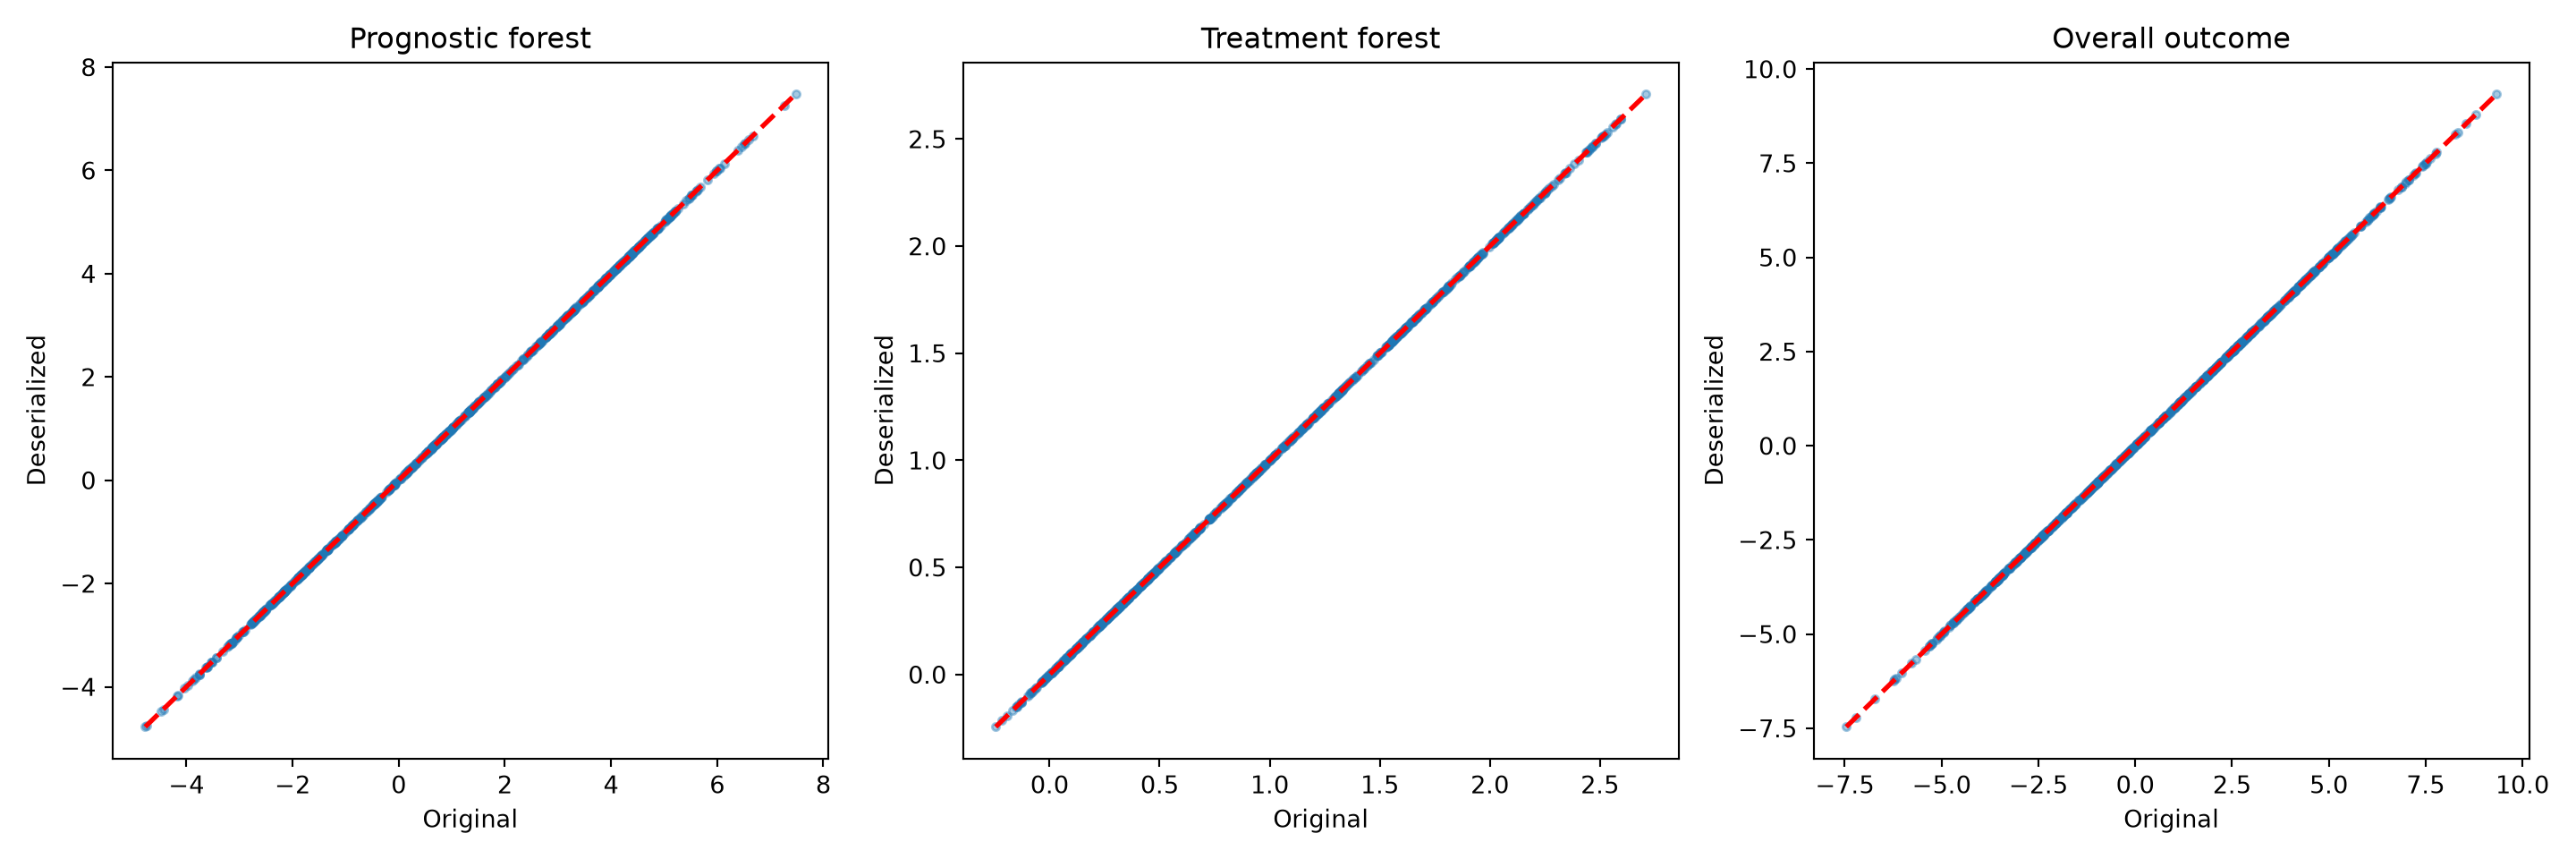 Prognostic forest
8
6
4
2
0
−2
−4
Deserialized
−4 −2 0 2 4 6 8
Original
Treatment forest
2.5
2.0
1.5
1.0
0.5
0.0
Deserialized
0.0 0.5 1.0 1.5 2.0 2.5
Original
Overall outcome
10.0
7.5
5.0
2.5
0.0
−2.5
−5.0
−7.5
Deserialized
−7.5 −5.0 −2.5 0.0 2.5 5.0 7.5 10.0
Original